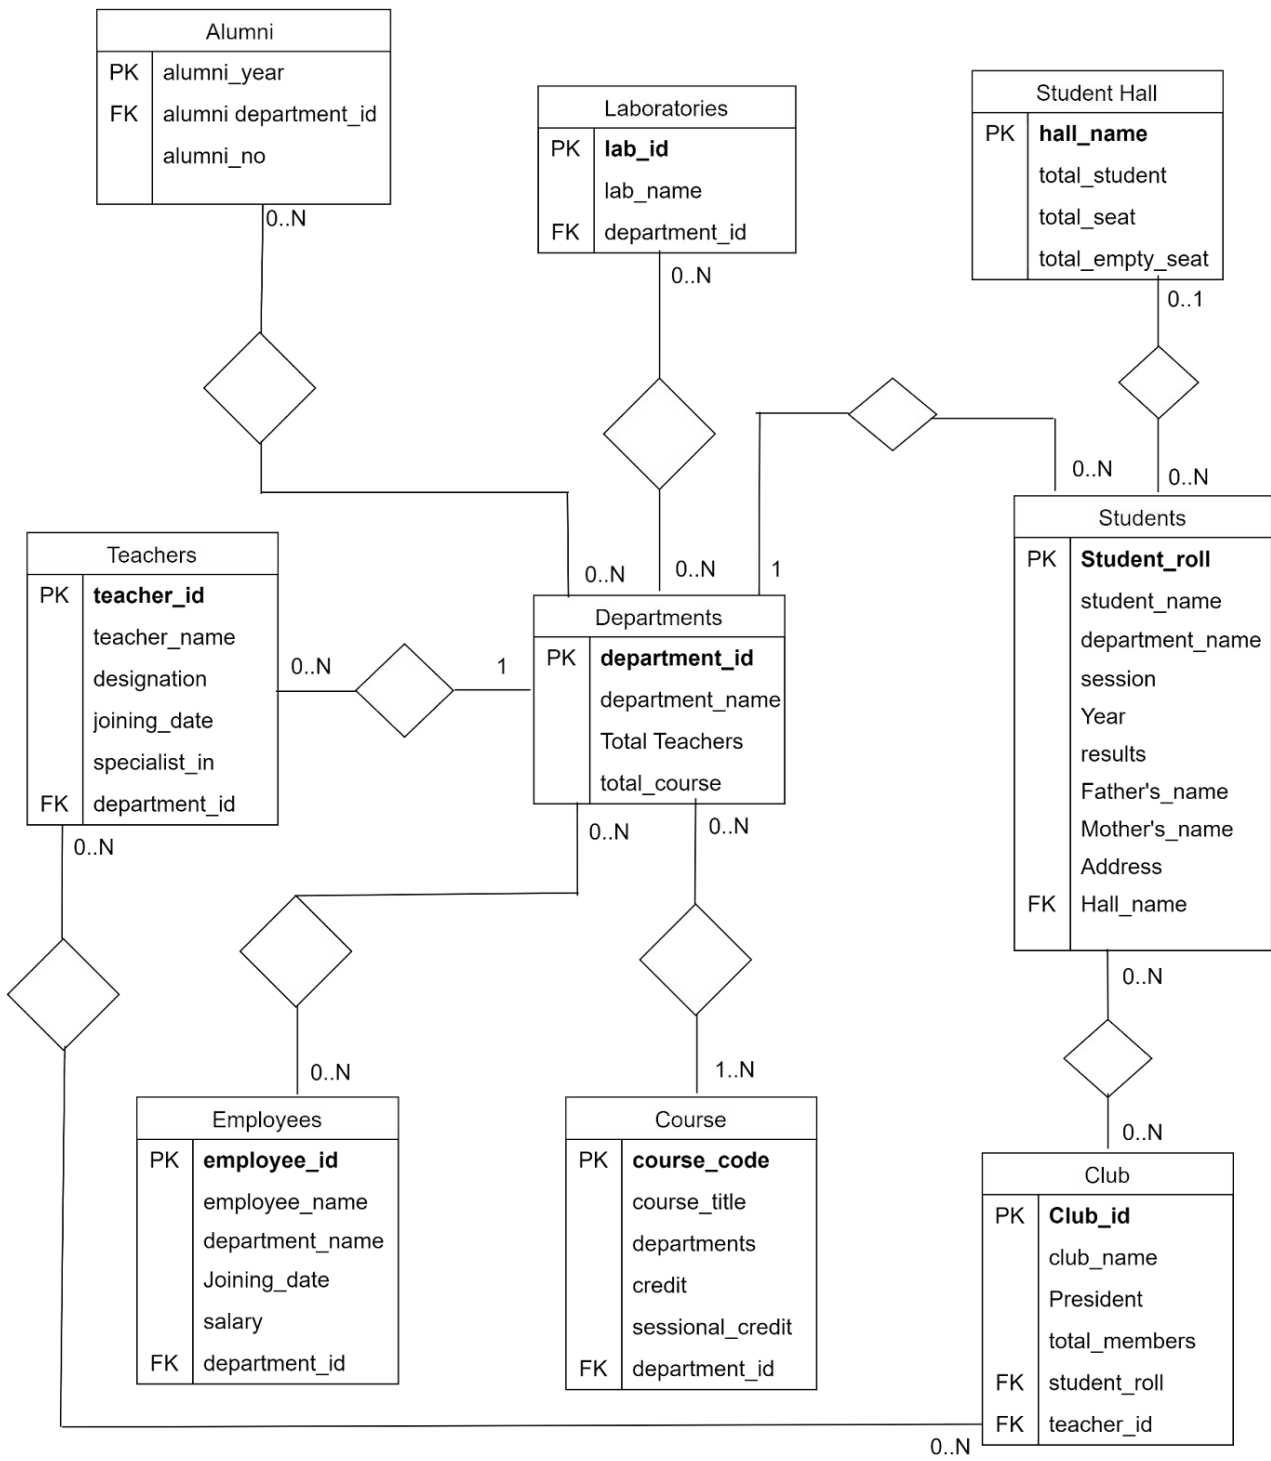 Alumni
PK alumni_year
FK alumni department_id
alumni_no
0..N
Laboratories
PK lab_id
lab_name
FK department_id
0..N
Student Hall
PK hall_name
total_student
total_seat
total_empty_seat
0..1
0..N
0..N
Students
PK Student_roll
student_name
department_name
session
Year
results
Father's_name
Mother's_name
Address
FK Hall_name
0..N
Teachers
PK teacher_id
teacher_name
designation
joining_date
specialist_in
FK department_id
0..N
0..N
1
0..N
0..N
1
Departments
PK department_id
department_name
Total Teachers
total_course
0..N
0..N
0..N
Employees
PK employee_id
employee_name
department_name
Joining_date
salary
FK department_id
1..N
Course
PK course_code
course_title
departments
credit
sessional_credit
FK department_id
0..N
Club
PK Club_id
club_name
President
total_members
FK student_roll
FK teacher_id
0..N